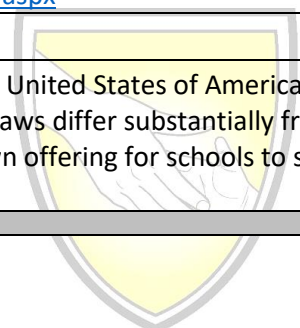 aspx
United States of America
aws differ substantially fr
n offering for schools to s